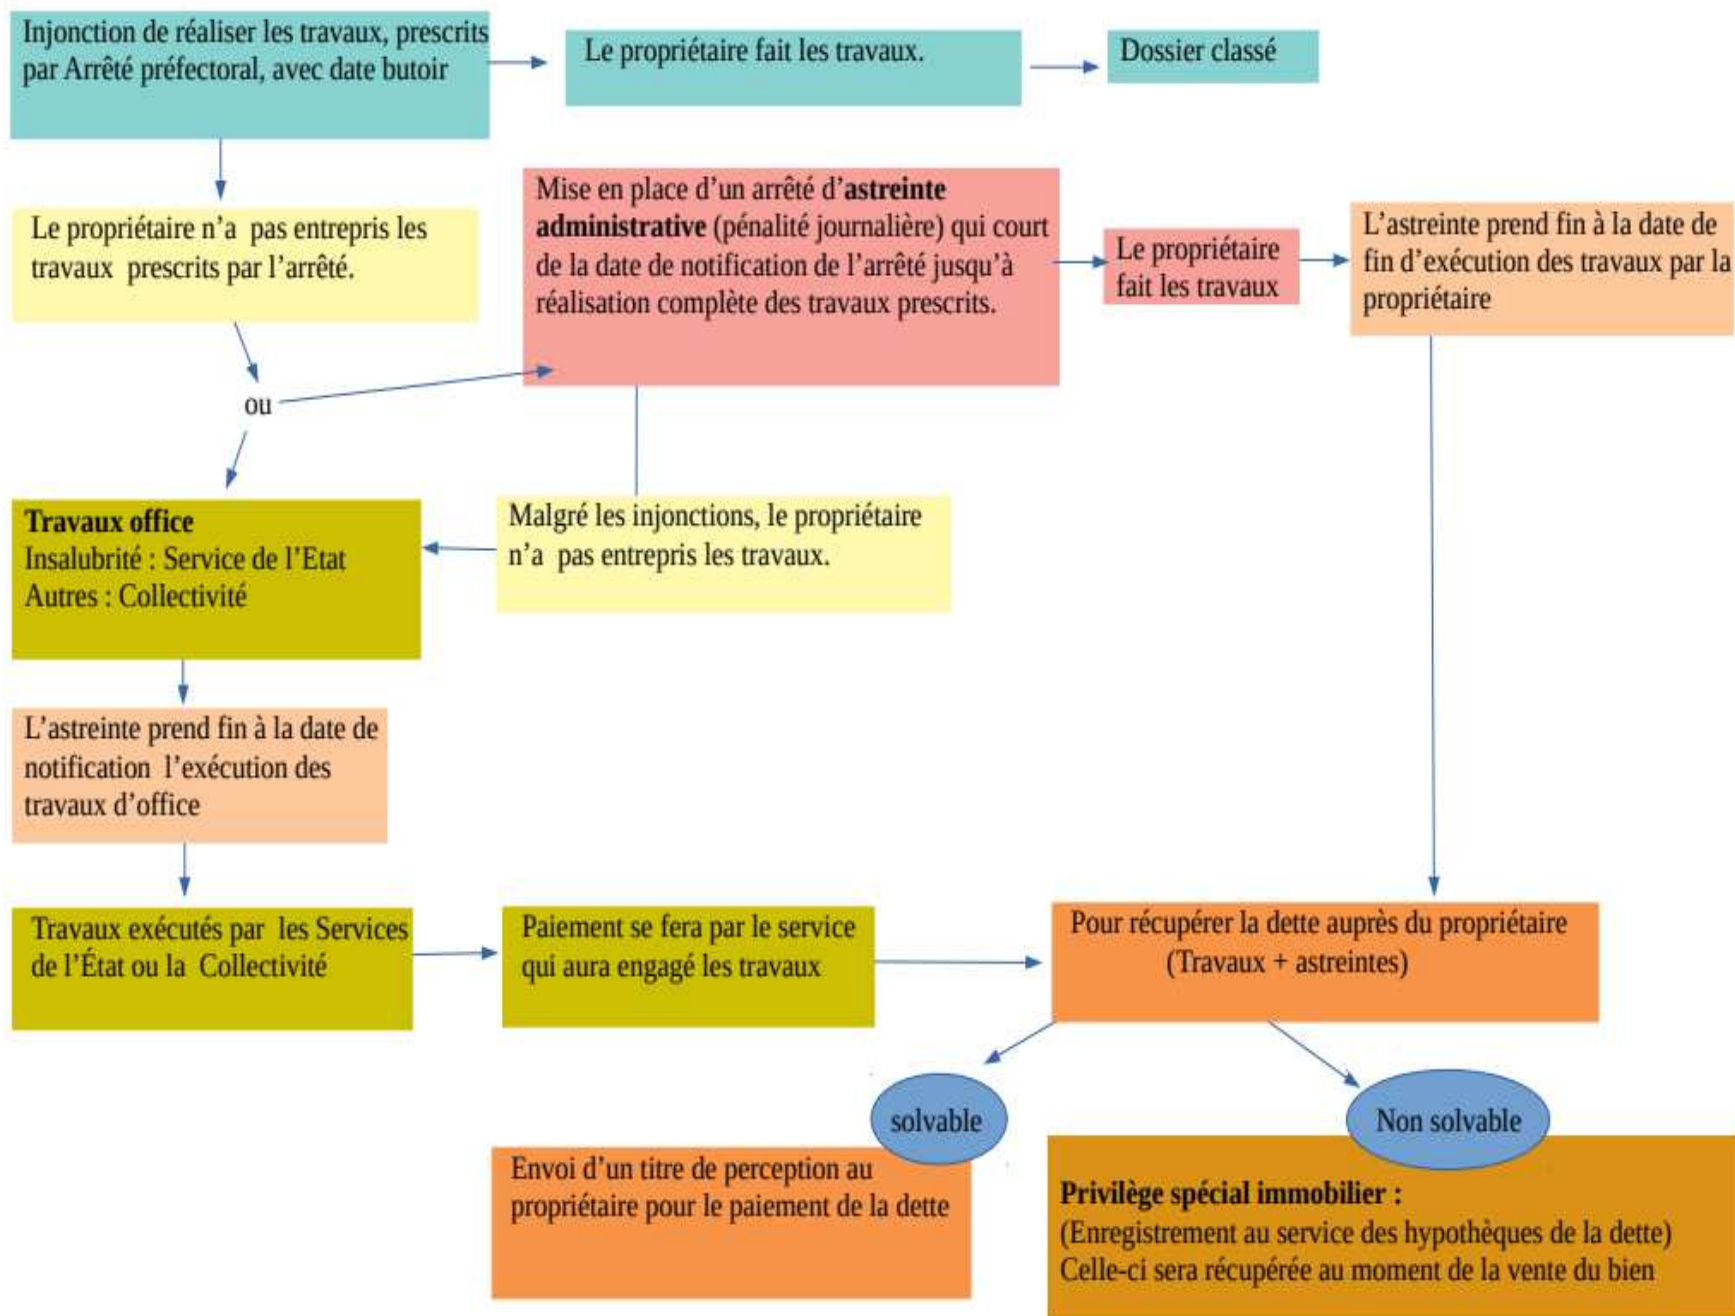 Injonction de réaliser les travaux, prescrits
par Arrêté préfectoral, avec date butoir
Le propriétaire fait les travaux.
Dossier classé
Le propriétaire n’a pas entrepris les
travaux prescrits par l’arrêté.
Mise en place d’un arrêté d’astreinte
administrative (pénalité journalière) qui court
de la date de notification de l’arrêté jusqu’à
réalisation complète des travaux prescrits.
Le propriétaire
fait les travaux
L’astreinte prend fin à la date de
fin d’exécution des travaux par la
propriétaire
ou
Travaux office
Insalubrité : Service de l’Etat
Autres : Collectivité
Malgré les injonctions, le propriétaire
n’a pas entrepris les travaux.
L’astreinte prend fin à la date de
notification l’exécution des
travaux d’office
Travaux exécutés par les Services
de l’État ou la Collectivité
Paiement se fera par le service
qui aura engagé les travaux
Pour récupérer la dette auprès du propriétaire
(Travaux + astreintes)
solvable
Non solvable
Envoi d’un titre de perception au
propriétaire pour le paiement de la dette
Privilège spécial immobilier :
(Enregistrement au service des hypothèques de la dette)
Celle-ci sera récupérée au moment de la vente du bien